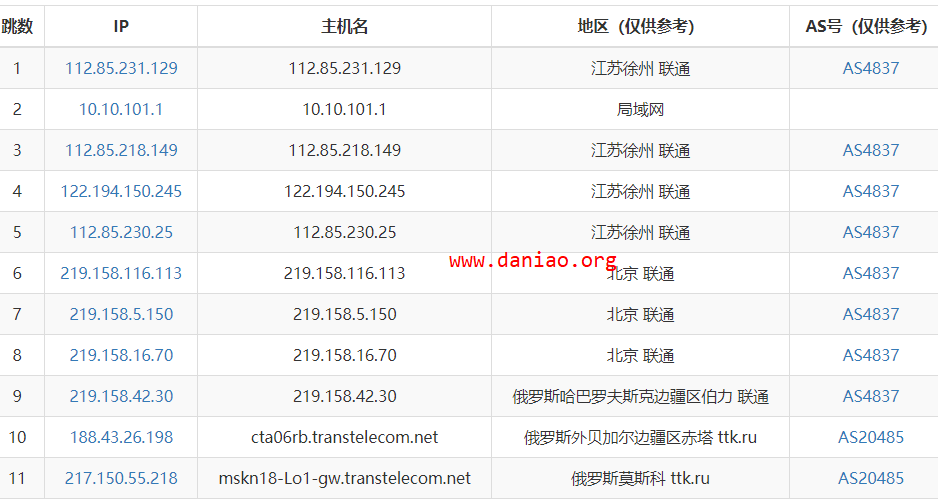 跳数 IP 主机名 地区（仅供参考） AS号（仅供参考）
1 112.85.231.129 112.85.231.129 江苏徐州 联通 AS4837
2 10.10.101.1 10.10.101.1 局域网
3 112.85.218.149 112.85.218.149 江苏徐州 联通 AS4837
4 122.194.150.245 122.194.150.245 江苏徐州 联通 AS4837
5 112.85.230.25 112.85.230.25 江苏徐州 联通 AS4837
www.daniao.org
6 219.158.116.113 219.158.116.113 北京 联通 AS4837
7 219.158.5.150 219.158.5.150 北京 联通 AS4837
8 219.158.16.70 219.158.16.70 北京 联通 AS4837
9 219.158.42.30 219.158.42.30 俄罗斯哈巴罗夫斯克边疆区伯力 联通 AS4837
10 188.43.26.198 cta06rb.transtelecom.net 俄罗斯外贝加尔边疆区赤塔 ttk.ru AS20485
11 217.150.55.218 mskn18-Lo1-gw.transtelecom.net 俄罗斯莫斯科 ttk.ru AS20485